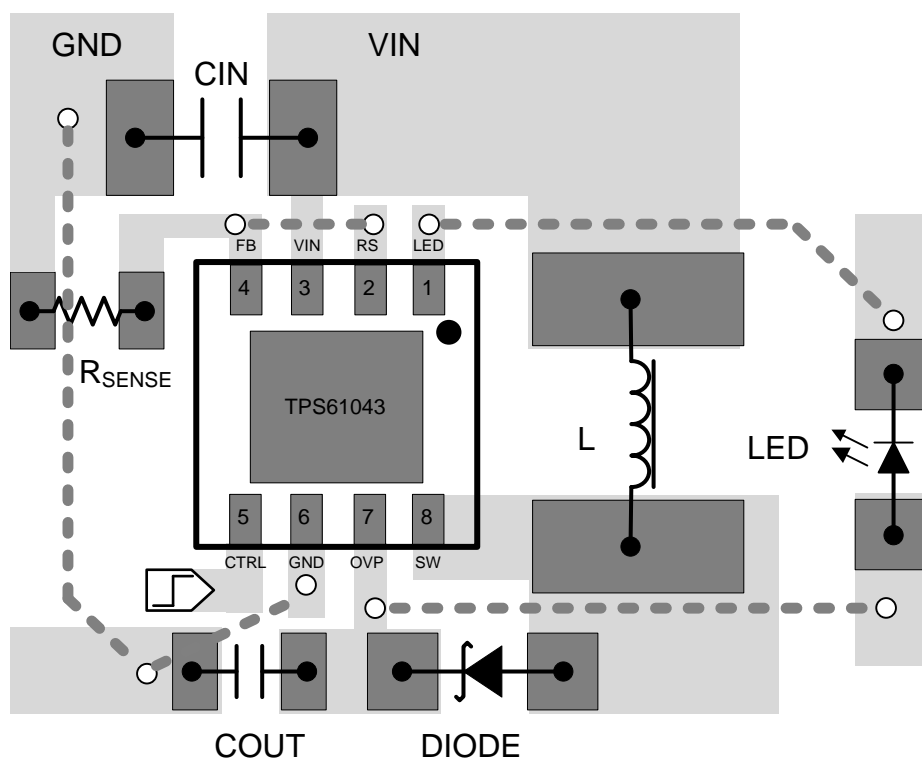 GND
VIN
CIN
FB
VIN
RS
LED
4
3
2
1
RSENSE
TPS61043
L
LED
5
6
7
8
CTRL
GND
OVP
SW
COUT
DIODE